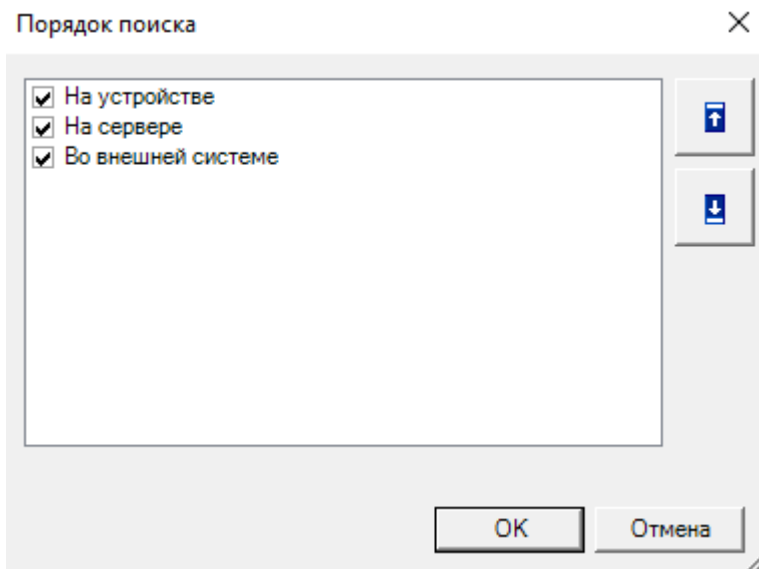 Порядок поиска
На устройстве
На сервере
Во внешней системе
OK
Отмена